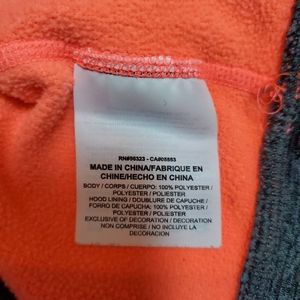 RN#56323 - CA#05553
MADE IN CHINA/FABRIQUE EN
CHINE/HECHO EN CHINA
BODY / CORPS / CUERPO: 100% POLYESTER /
POLYESTER / POLIESTER
HOOD LINING / DOUBLURE DE CAPUCHE /
FORRO DE CAPUCHA: 100% POLYESTER /
POLYESTER / POLIESTER
EXCLUSIVE OF DECORATION / DECORATION
NON COMPRISE / NO INCLUYE LA
DECORACION